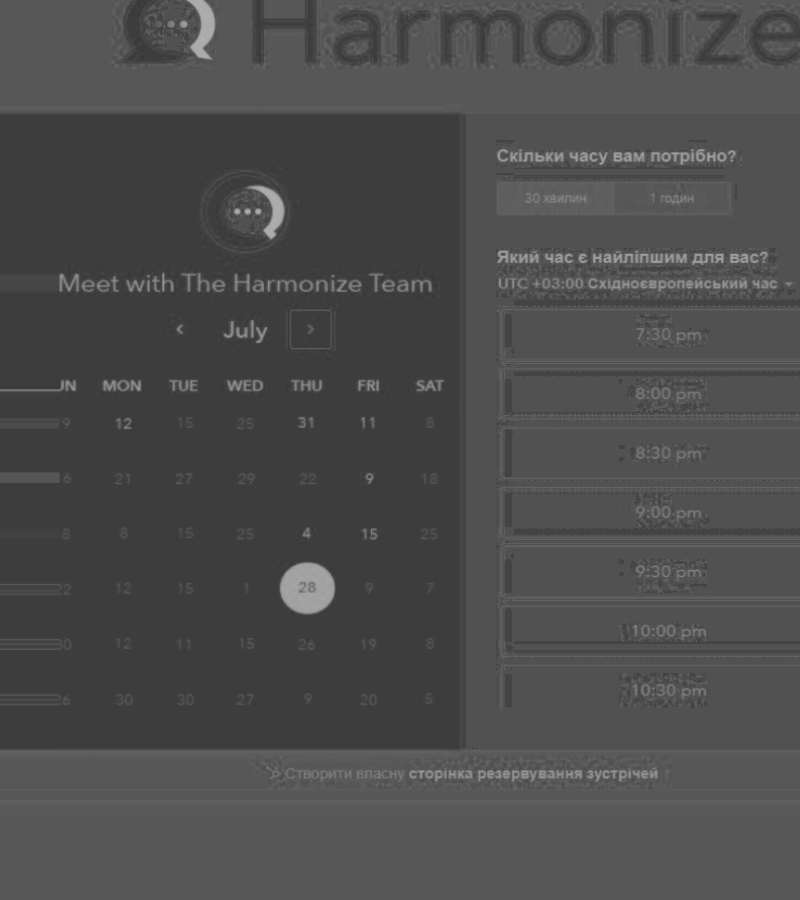 Harmonize
Meet with The Harmonize Team
July
UN MON TUE WED THU FRI SAT
9 12 15 25 31 11 8
6 21 27 29 22 9 18
8 8 15 25 4 15 25
2 12 15 1 28 9 7
0 12 11 15 26 19 8
6 30 30 27 9 20 5
Скільки часу вам потрібно?
30 хвилин 1 годин
Який час є найліпшим для вас?
UTC +03:00 Східноєвропейський час
7:30 pm
8:00 pm
8:30 pm
9:00 pm
9:30 pm
10:00 pm
10:30 pm
Створити власну сторінка резервування зустрічей